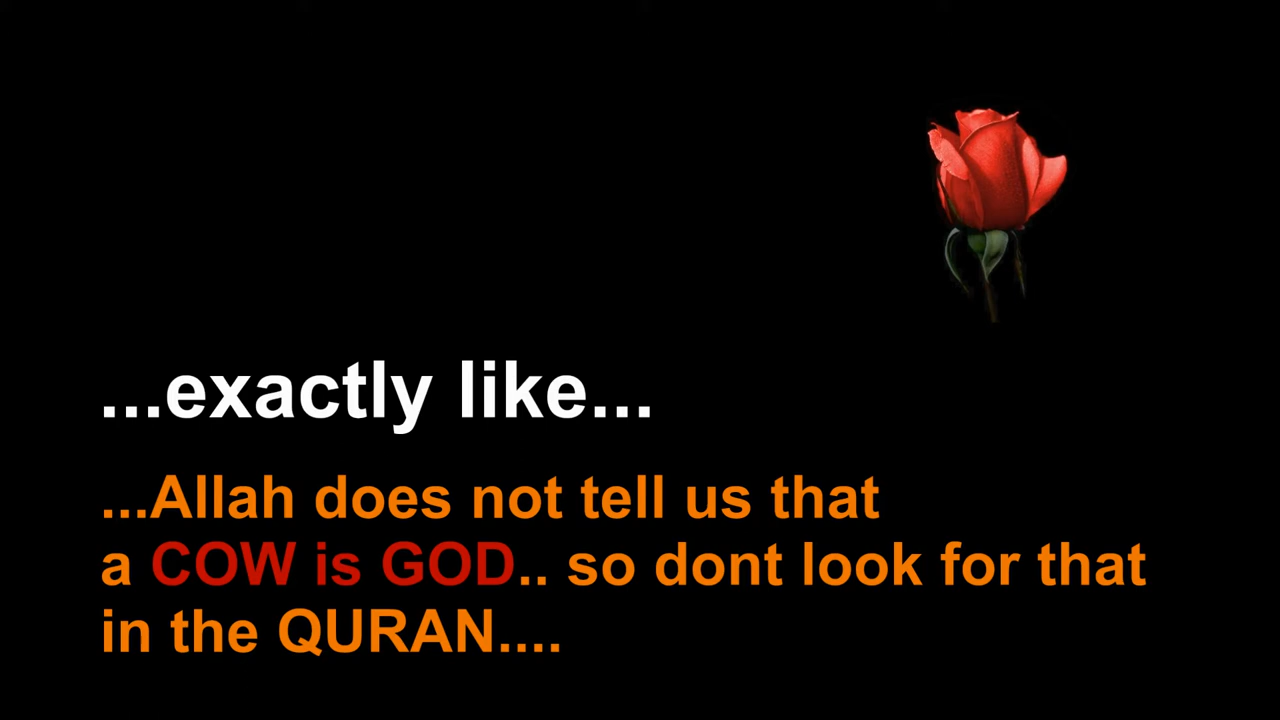 ...exactly like...
...Allah does not tell us that
a COW is GOD.. so dont look for that
in the QURAN....